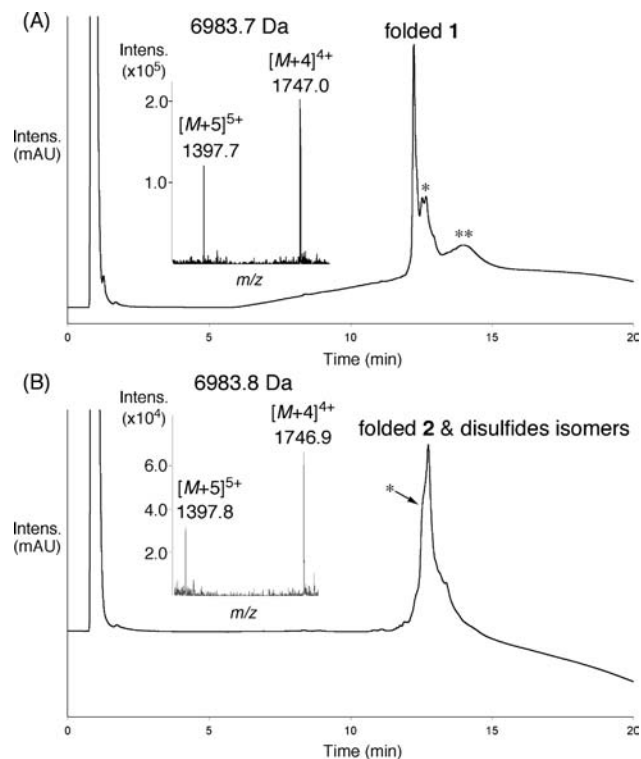 (A)
6983.7 Da
folded 1
Intens.
(x10⁵)
[M+4]⁴⁺
1747.0
2.0
[M+5]⁵⁺
1397.7
Intens.
(mAU)
1.0
*
**
m/z
0
5
10
15
20
Time (min)
(B)
6983.8 Da
Intens.
(x10⁴)
[M+4]⁴⁺
1746.9
folded 2 & disulfides isomers
6.0
[M+5]⁵⁺
1397.8
*
4.0
Intens.
(mAU)
2.0
m/z
0
5
10
15
20
Time (min)